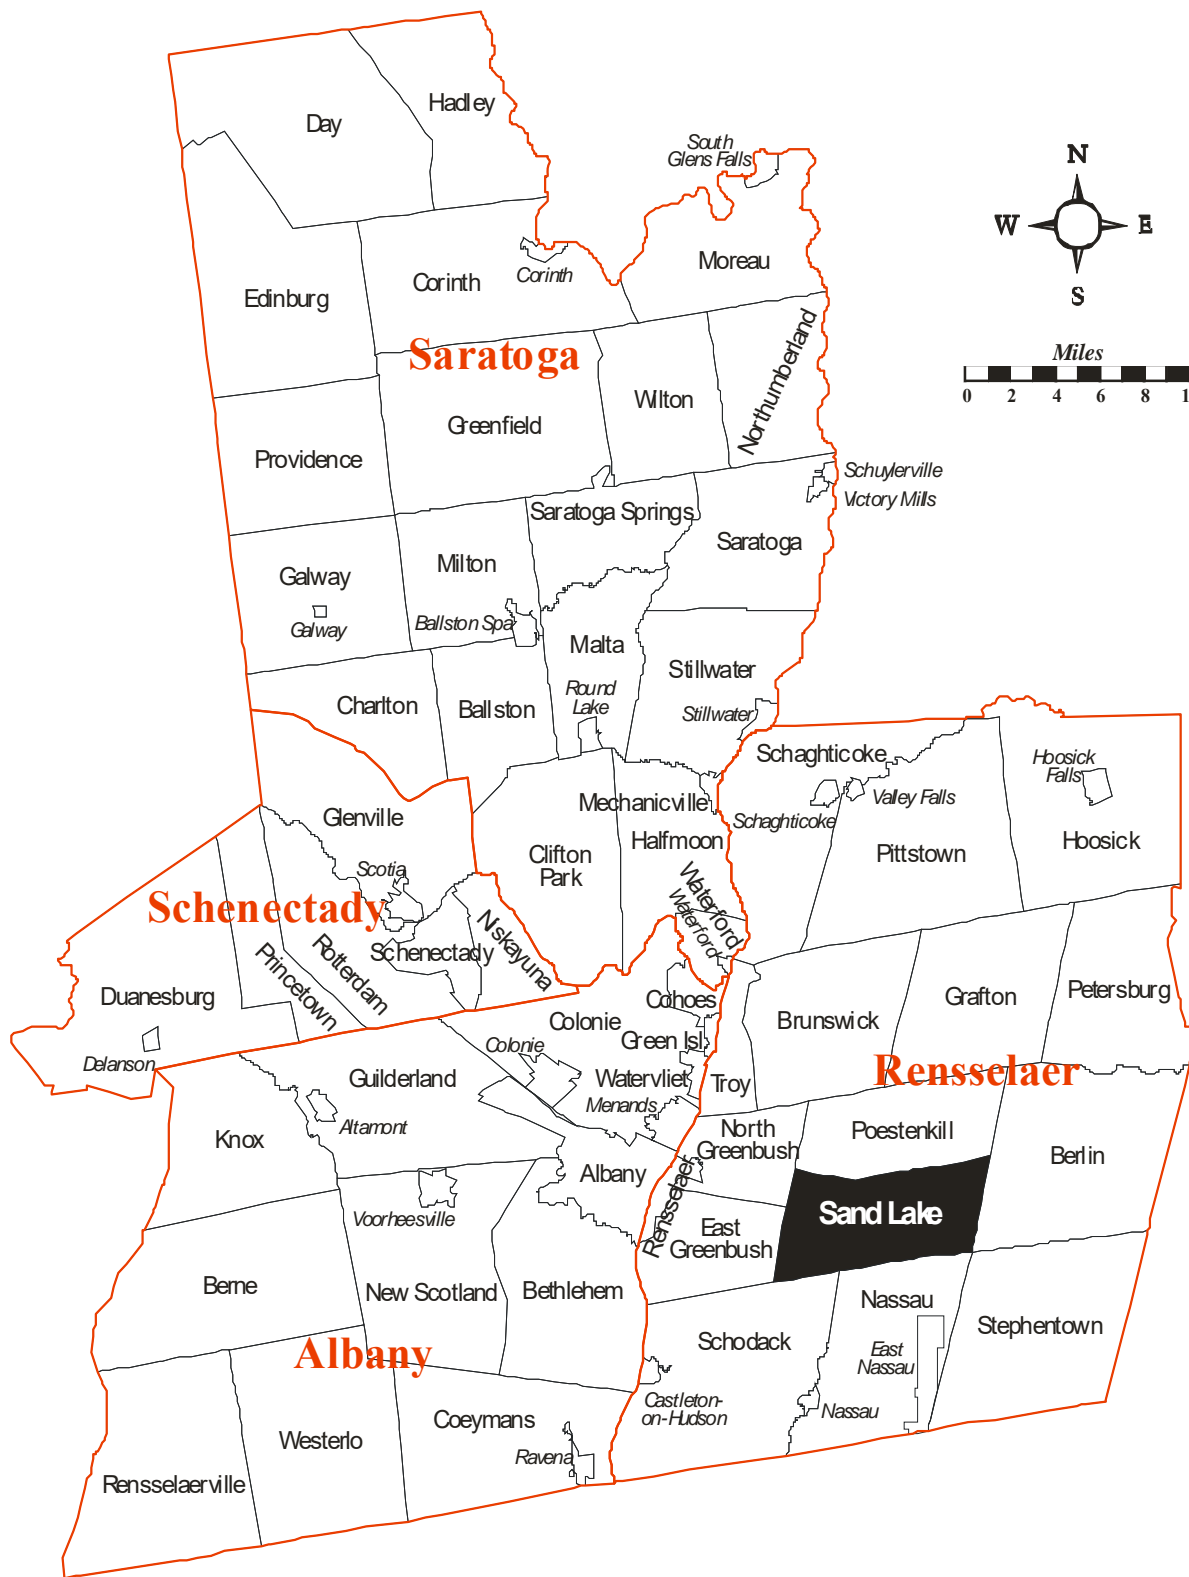 Hadley
Day
South
Glens Falls
N
W
E
S
Moreau
Corinth
Corinth
Edinburg
Saratoga
Northumberland
Miles
0 2 4 6 8 1
Wilton
Greenfield
Providence
Schuylerville
Victory Mills
Saratoga Springs
Saratoga
Milton
Galway
Galway
Ballston Spa
Malta
Stillwater
Round
Lake
Stillwater
Charlton
Ballston
Schaghticoke
Hoosick
Falls
Valley Falls
Schaghticoke
Mechanicville
Glenville
Halfmoon
Hoosick
Clifton
Park
Pittstown
Scotia
Schenectady
Waterford
Waterford
Niskayuna
Schenectady
Rotterdam
Princetown
Duanesburg
Cohoes
Grafton
Petersburg
Colonie
Brunswick
Green Isl.
Colonie
Delanson
Rensselaer
Guilderland
Watervliet
Troy
Menands
Altamont
Knox
North
Greenbush
Poestenkill
Berlin
Albany
Rensselaer
Voorheesville
Sand Lake
East
Greenbush
Berne
New Scotland
Bethlehem
Nassau
Stephentown
Schodack
East
Nassau
Albany
Castleton-
on-Hudson
Nassau
Coeymans
Westerlo
Ravena
Rensselaerville